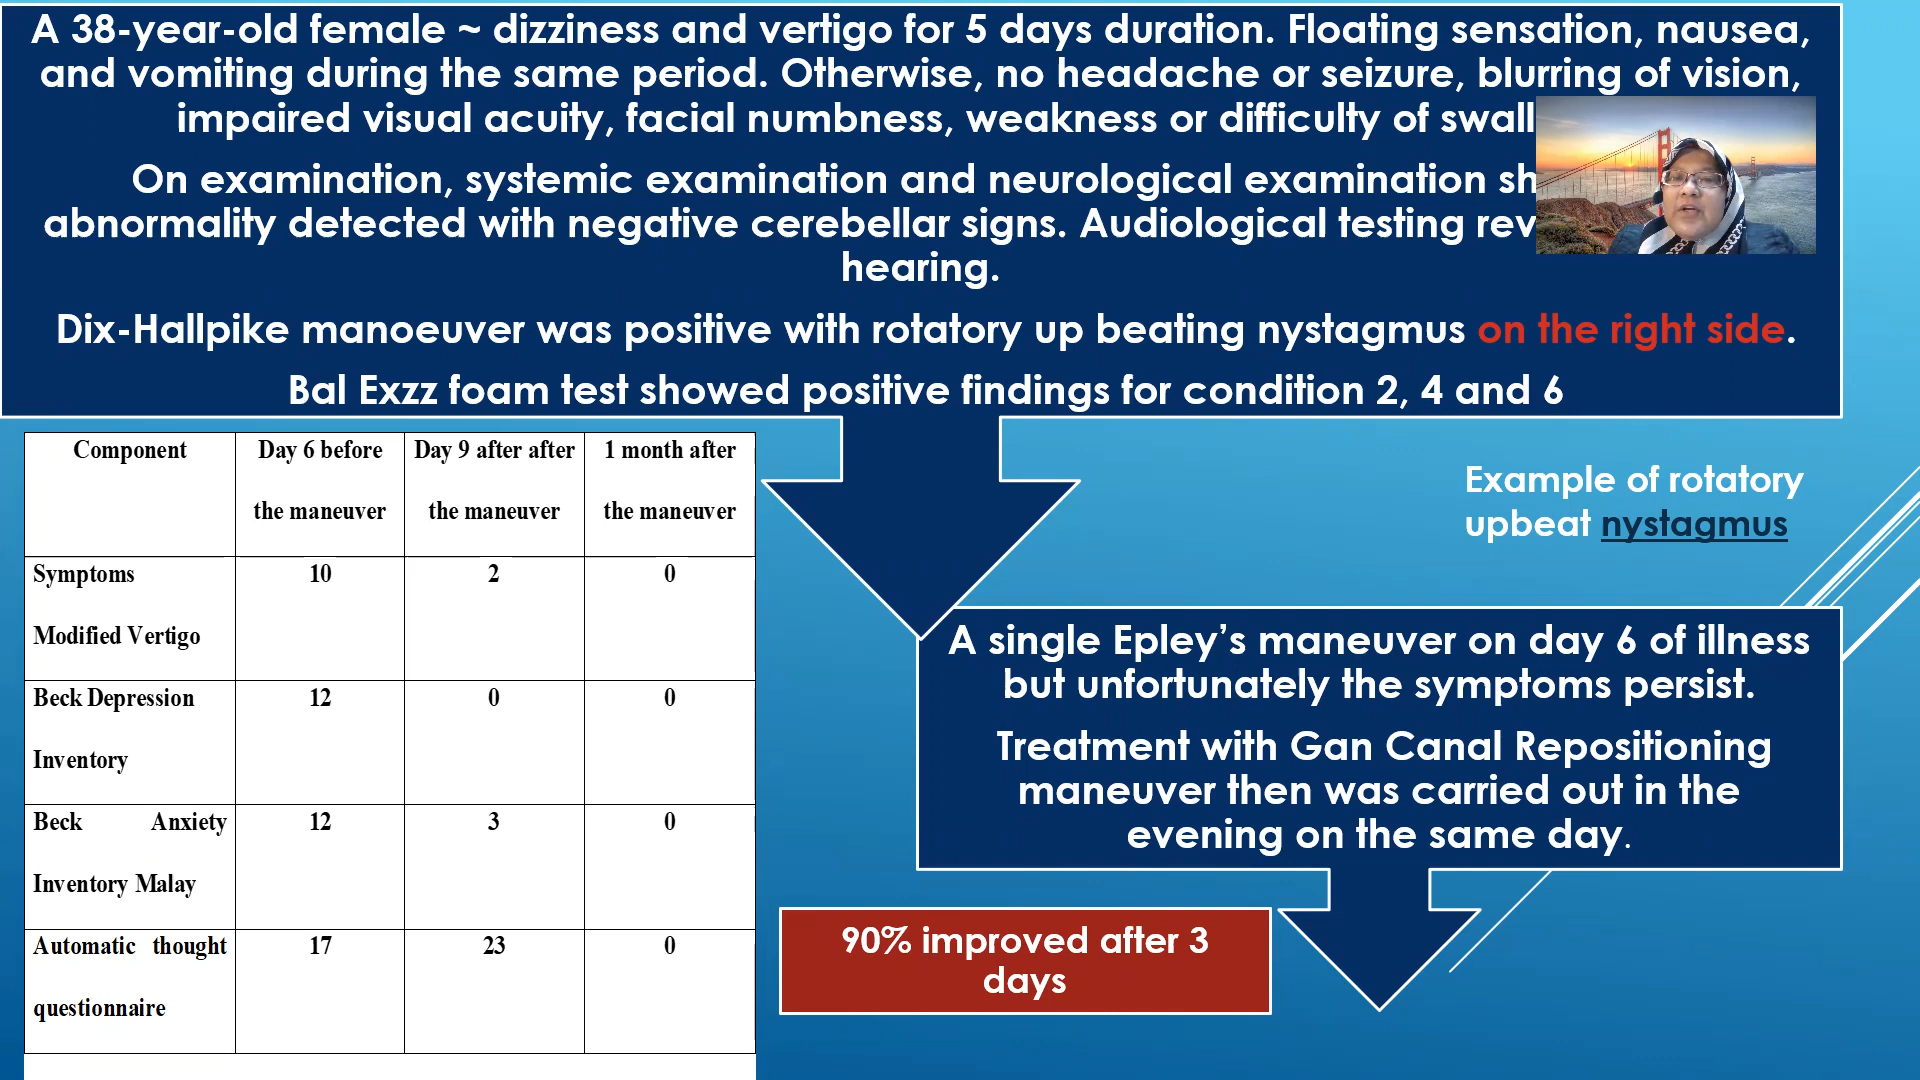 A 38-year-old female ~ dizziness and vertigo for 5 days duration. Floating sensation, nausea,
and vomiting during the same period. Otherwise, no headache or seizure, blurring of vision,
impaired visual acuity, facial numbness, weakness or difficulty of swall
On examination, systemic examination and neurological examination sh
abnormality detected with negative cerebellar signs. Audiological testing rev
hearing.
Dix-Hallpike manoeuver was positive with rotatory up beating nystagmus on the right side.
Bal Exzz foam test showed positive findings for condition 2, 4 and 6
Component Day 6 before Day 9 after after 1 month after
the maneuver the maneuver the maneuver
Symptoms 10 2 0
Modified Vertigo
Beck Depression 12 0 0
Inventory
Beck Anxiety 12 3 0
Inventory Malay
Automatic thought 17 23 0
questionnaire
Example of rotatory
upbeat nystagmus
A single Epley’s maneuver on day 6 of illness
but unfortunately the symptoms persist.
Treatment with Gan Canal Repositioning
maneuver then was carried out in the
evening on the same day.
90% improved after 3
days